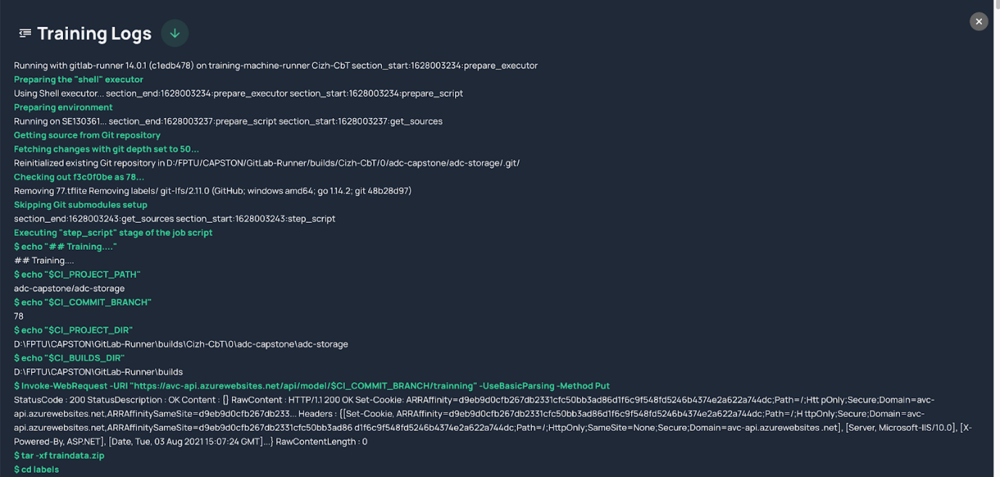 Training Logs
Running with gitlab-runner 14.0.1 (c1edb478) on training-machine-runner Cizh-CbT section_start:1628003234:prepare_executor
Preparing the "shell" executor
Using Shell executor... section_end:1628003234:prepare_executor section_start:1628003234:prepare_script
Preparing environment
Running on SE130361... section_end:1628003237:prepare_script section_start:1628003237:get_sources
Getting source from Git repository
Fetching changes with git depth set to 50...
Reinitialized existing Git repository in D:/FPTU/CAPSTON/GitLab-Runner/builds/Cizh-CbT/0/adc-capstone/adc-storage/.git/
Checking out f3c0f0be as 78...
Removing 77.tflite Removing labels/ git-lfs/2.11.0 (GitHub; windows amd64; go 1.14.2; git 48b28d97)
Skipping Git submodules setup
section_end:1628003243:get_sources section_start:1628003243:step_script
Executing "step_script" stage of the job script
$ echo "## Training...."
## Training....
$ echo "$CI_PROJECT_PATH"
adc-capstone/adc-storage
$ echo "$CI_COMMIT_BRANCH"
78
$ echo "$CI_PROJECT_DIR"
D:\FPTU\CAPSTON\GitLab-Runner\builds\Cizh-CbT\0\adc-capstone\adc-storage
$ echo "$CI_BUILDS_DIR"
D:\FPTU\CAPSTON\GitLab-Runner\builds
$ Invoke-WebRequest -URI "https://avc-api.azurewebsites.net/api/model/$CI_COMMIT_BRANCH/trainning" -UseBasicParsing -Method Put
StatusCode : 200 StatusDescription : OK Content : {} RawContent : HTTP/1.1 200 OK Set-Cookie: ARRAffinity=d9eb9d0cfb267db2331cfc50bb3ad86d1f6c9f548fd5246b4374e2a622a744dc;Path=/;Htt pOnly;Secure;Domain=avc-
api.azurewebsites.net,ARRAffinitySameSite=d9eb9d0cfb267db233... Headers : {[Set-Cookie, ARRAffinity=d9eb9d0cfb267db2331cfc50bb3ad86d1f6c9f548fd5246b4374e2a622a744dc;Path=/;H ttpOnly;Secure;Domain=avc-
api.azurewebsites.net,ARRAffinitySameSite=d9eb9d0cfb267db2331cfc50bb3ad86 d1f6c9f548fd5246b4374e2a622a744dc;Path=/;HttpOnly;SameSite=None;Secure;Domain=avc-api.azurewebsites .net], [Server, Microsoft-IIS/10.0], [X-
Powered-By, ASP.NET], [Date, Tue, 03 Aug 2021 15:07:24 GMT]...} RawContentLength : 0
$ tar -xf traindata.zip
$ cd labels